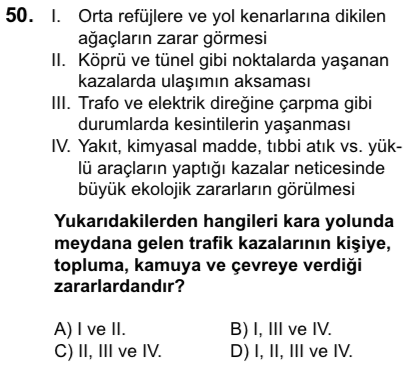 50. I. Orta refüjlere ve yol kenarlarına dikilen
ağaçların zarar görmesi
II. Köprü ve tünel gibi noktalarda yaşanan
kazalarda ulaşımın aksaması
III. Trafo ve elektrik direğine çarpma gibi
durumlarda kesintilerin yaşanması
IV. Yakıt, kimyasal madde, tıbbi atık vs. yük-
lü araçların yaptığı kazalar neticesinde
büyük ekolojik zararların görülmesi
Yukarıdakilerden hangileri kara yolunda
meydana gelen trafik kazalarının kişiye,
topluma, kamuya ve çevreye verdiği
zararlardandır?
A) I ve II. B) I, III ve IV.
C) II, III ve IV. D) I, II, III ve IV.